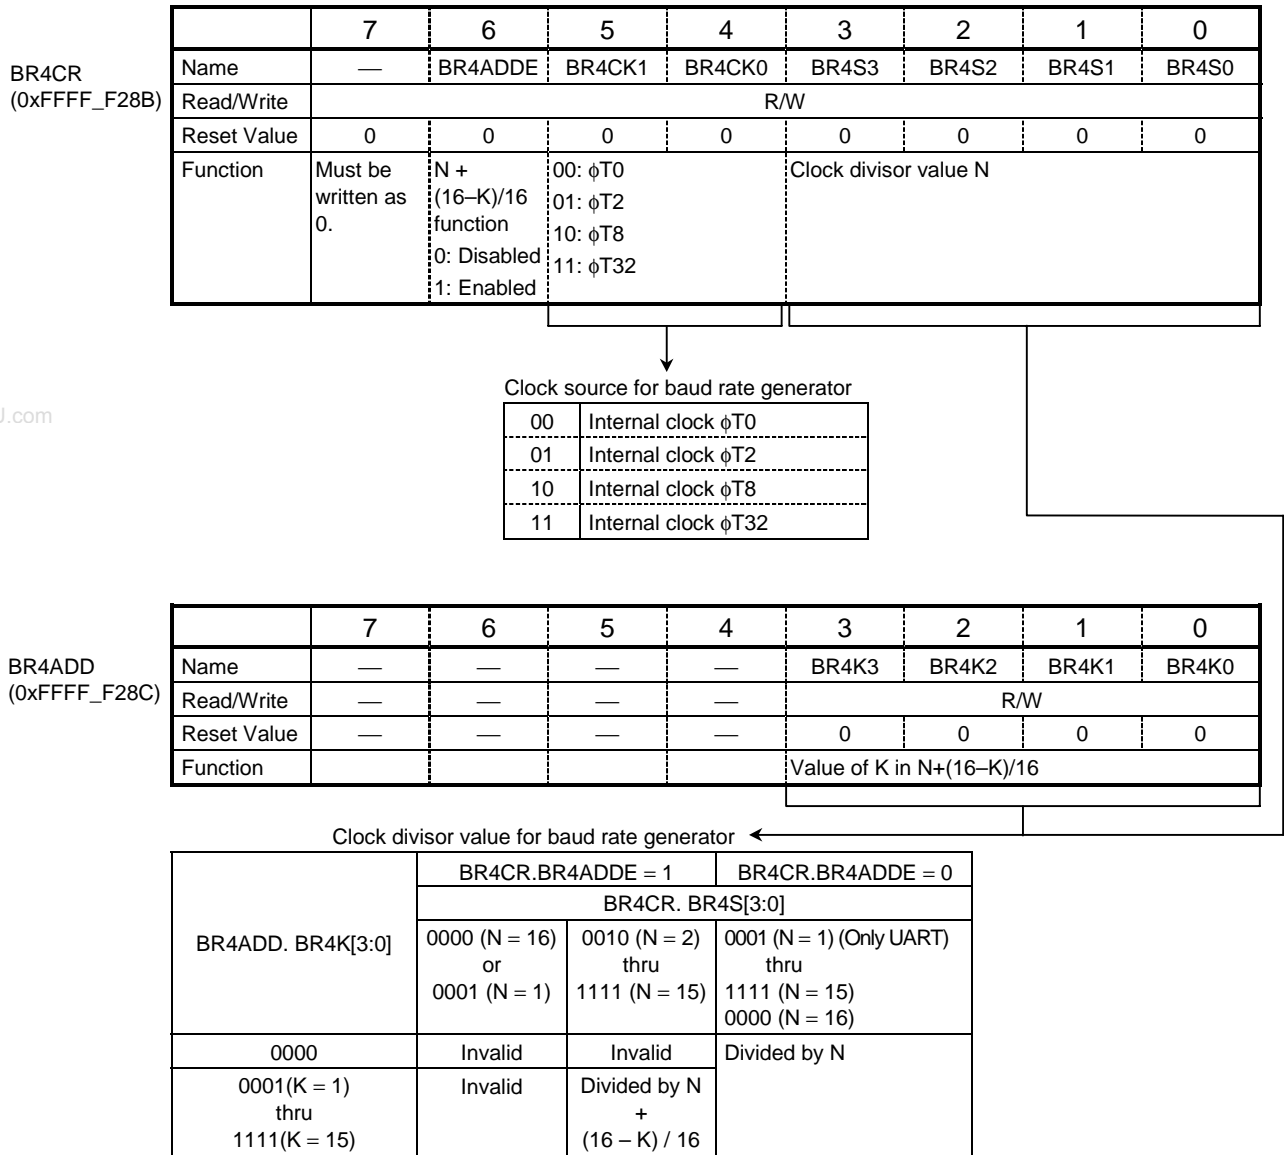 7 6 5 4 3 2 1 0
BR4CR
(0xFFFF_F28B)
Name — BR4ADDE BR4CK1 BR4CK0 BR4S3 BR4S2 BR4S1 BR4S0
Read/Write R/W
Reset Value 0 0 0 0 0 0 0 0
Function Must be written as 0. N + (16–K)/16 function 0: Disabled 1: Enabled 00: ϕT0 01: ϕT2 10: ϕT8 11: ϕT32 Clock divisor value N
Clock source for baud rate generator
00 Internal clock ϕT0
01 Internal clock ϕT2
10 Internal clock ϕT8
11 Internal clock ϕT32
J.com
7 6 5 4 3 2 1 0
BR4ADD
(0xFFFF_F28C)
Name — — — — BR4K3 BR4K2 BR4K1 BR4K0
Read/Write — — — — R/W
Reset Value — — — — 0 0 0 0
Function Value of K in N+(16–K)/16
Clock divisor value for baud rate generator
BR4CR.BR4ADDE = 1 BR4CR.BR4ADDE = 0
BR4CR. BR4S[3:0]
BR4ADD. BR4K[3:0]
0000 (N = 16)
or
0001 (N = 1)
0010 (N = 2)
thru
1111 (N = 15)
0001 (N = 1) (Only UART)
thru
1111 (N = 15)
0000 (N = 16)
0000 Invalid Invalid Divided by N
0001(K = 1)
thru
1111(K = 15)
Invalid
Divided by N
+
(16 – K) / 16